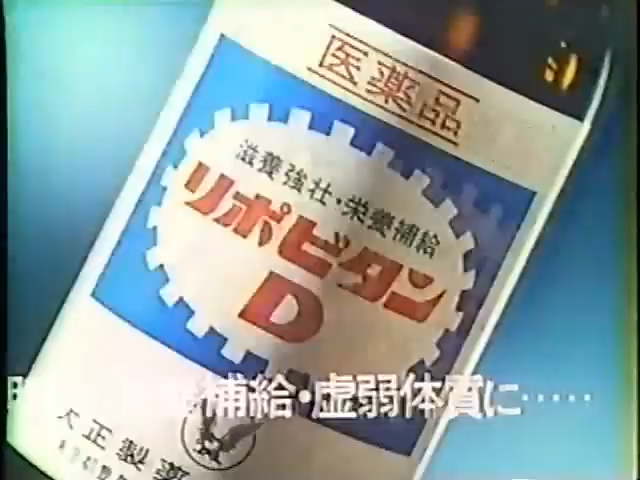 医薬品
滋養強壮・栄養補給
リポビタン
D
補給・虚弱体質に……
大正製薬